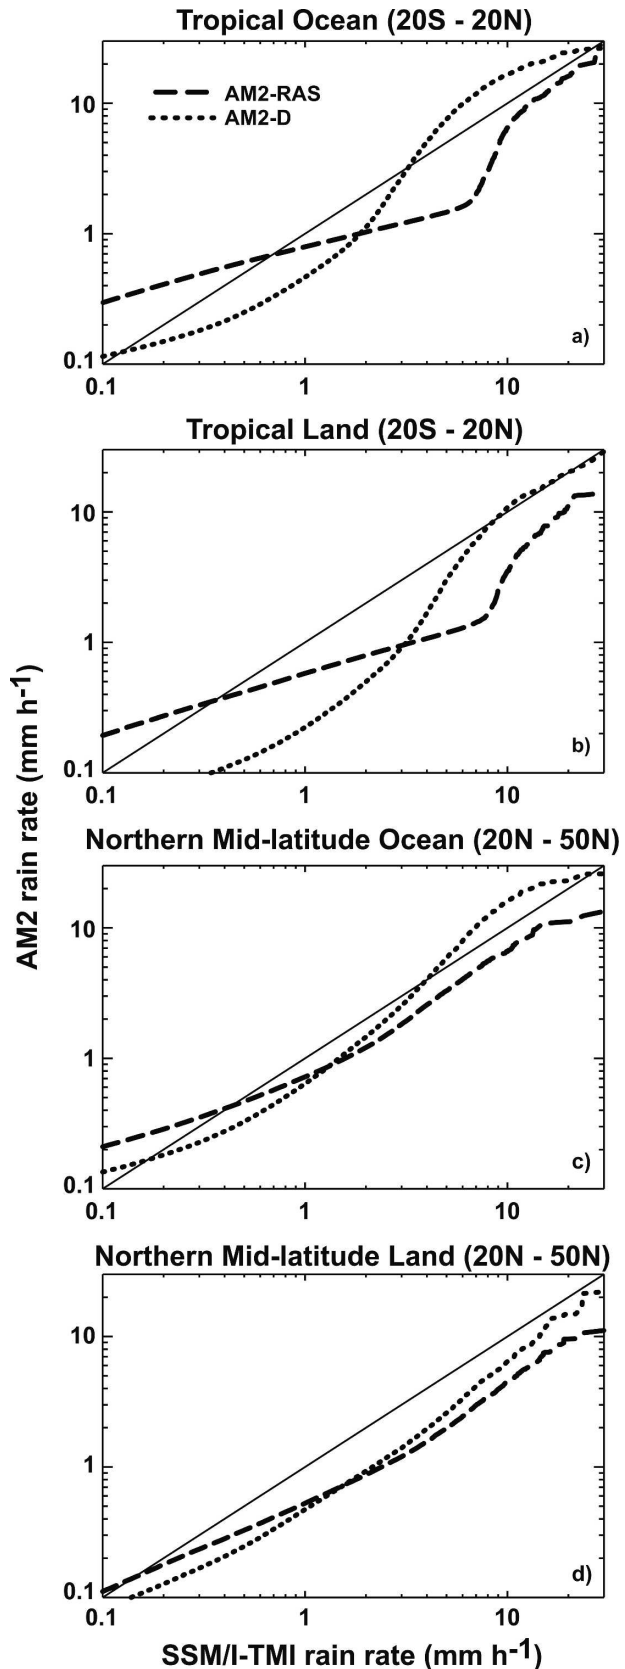 Tropical Ocean (20S - 20N)
10
AM2-RAS
AM2-D
1
a)
0.1
0.1 1 10
Tropical Land (20S - 20N)
10
1
b)
0.1
0.1 1 10
AM2 rain rate (mm h-1)
Northern Mid-latitude Ocean (20N - 50N)
10
1
c)
0.1
0.1 1 10
Northern Mid-latitude Land (20N - 50N)
10
1
d)
0.1
0.1 1 10
SSM/I-TMI rain rate (mm h-1)